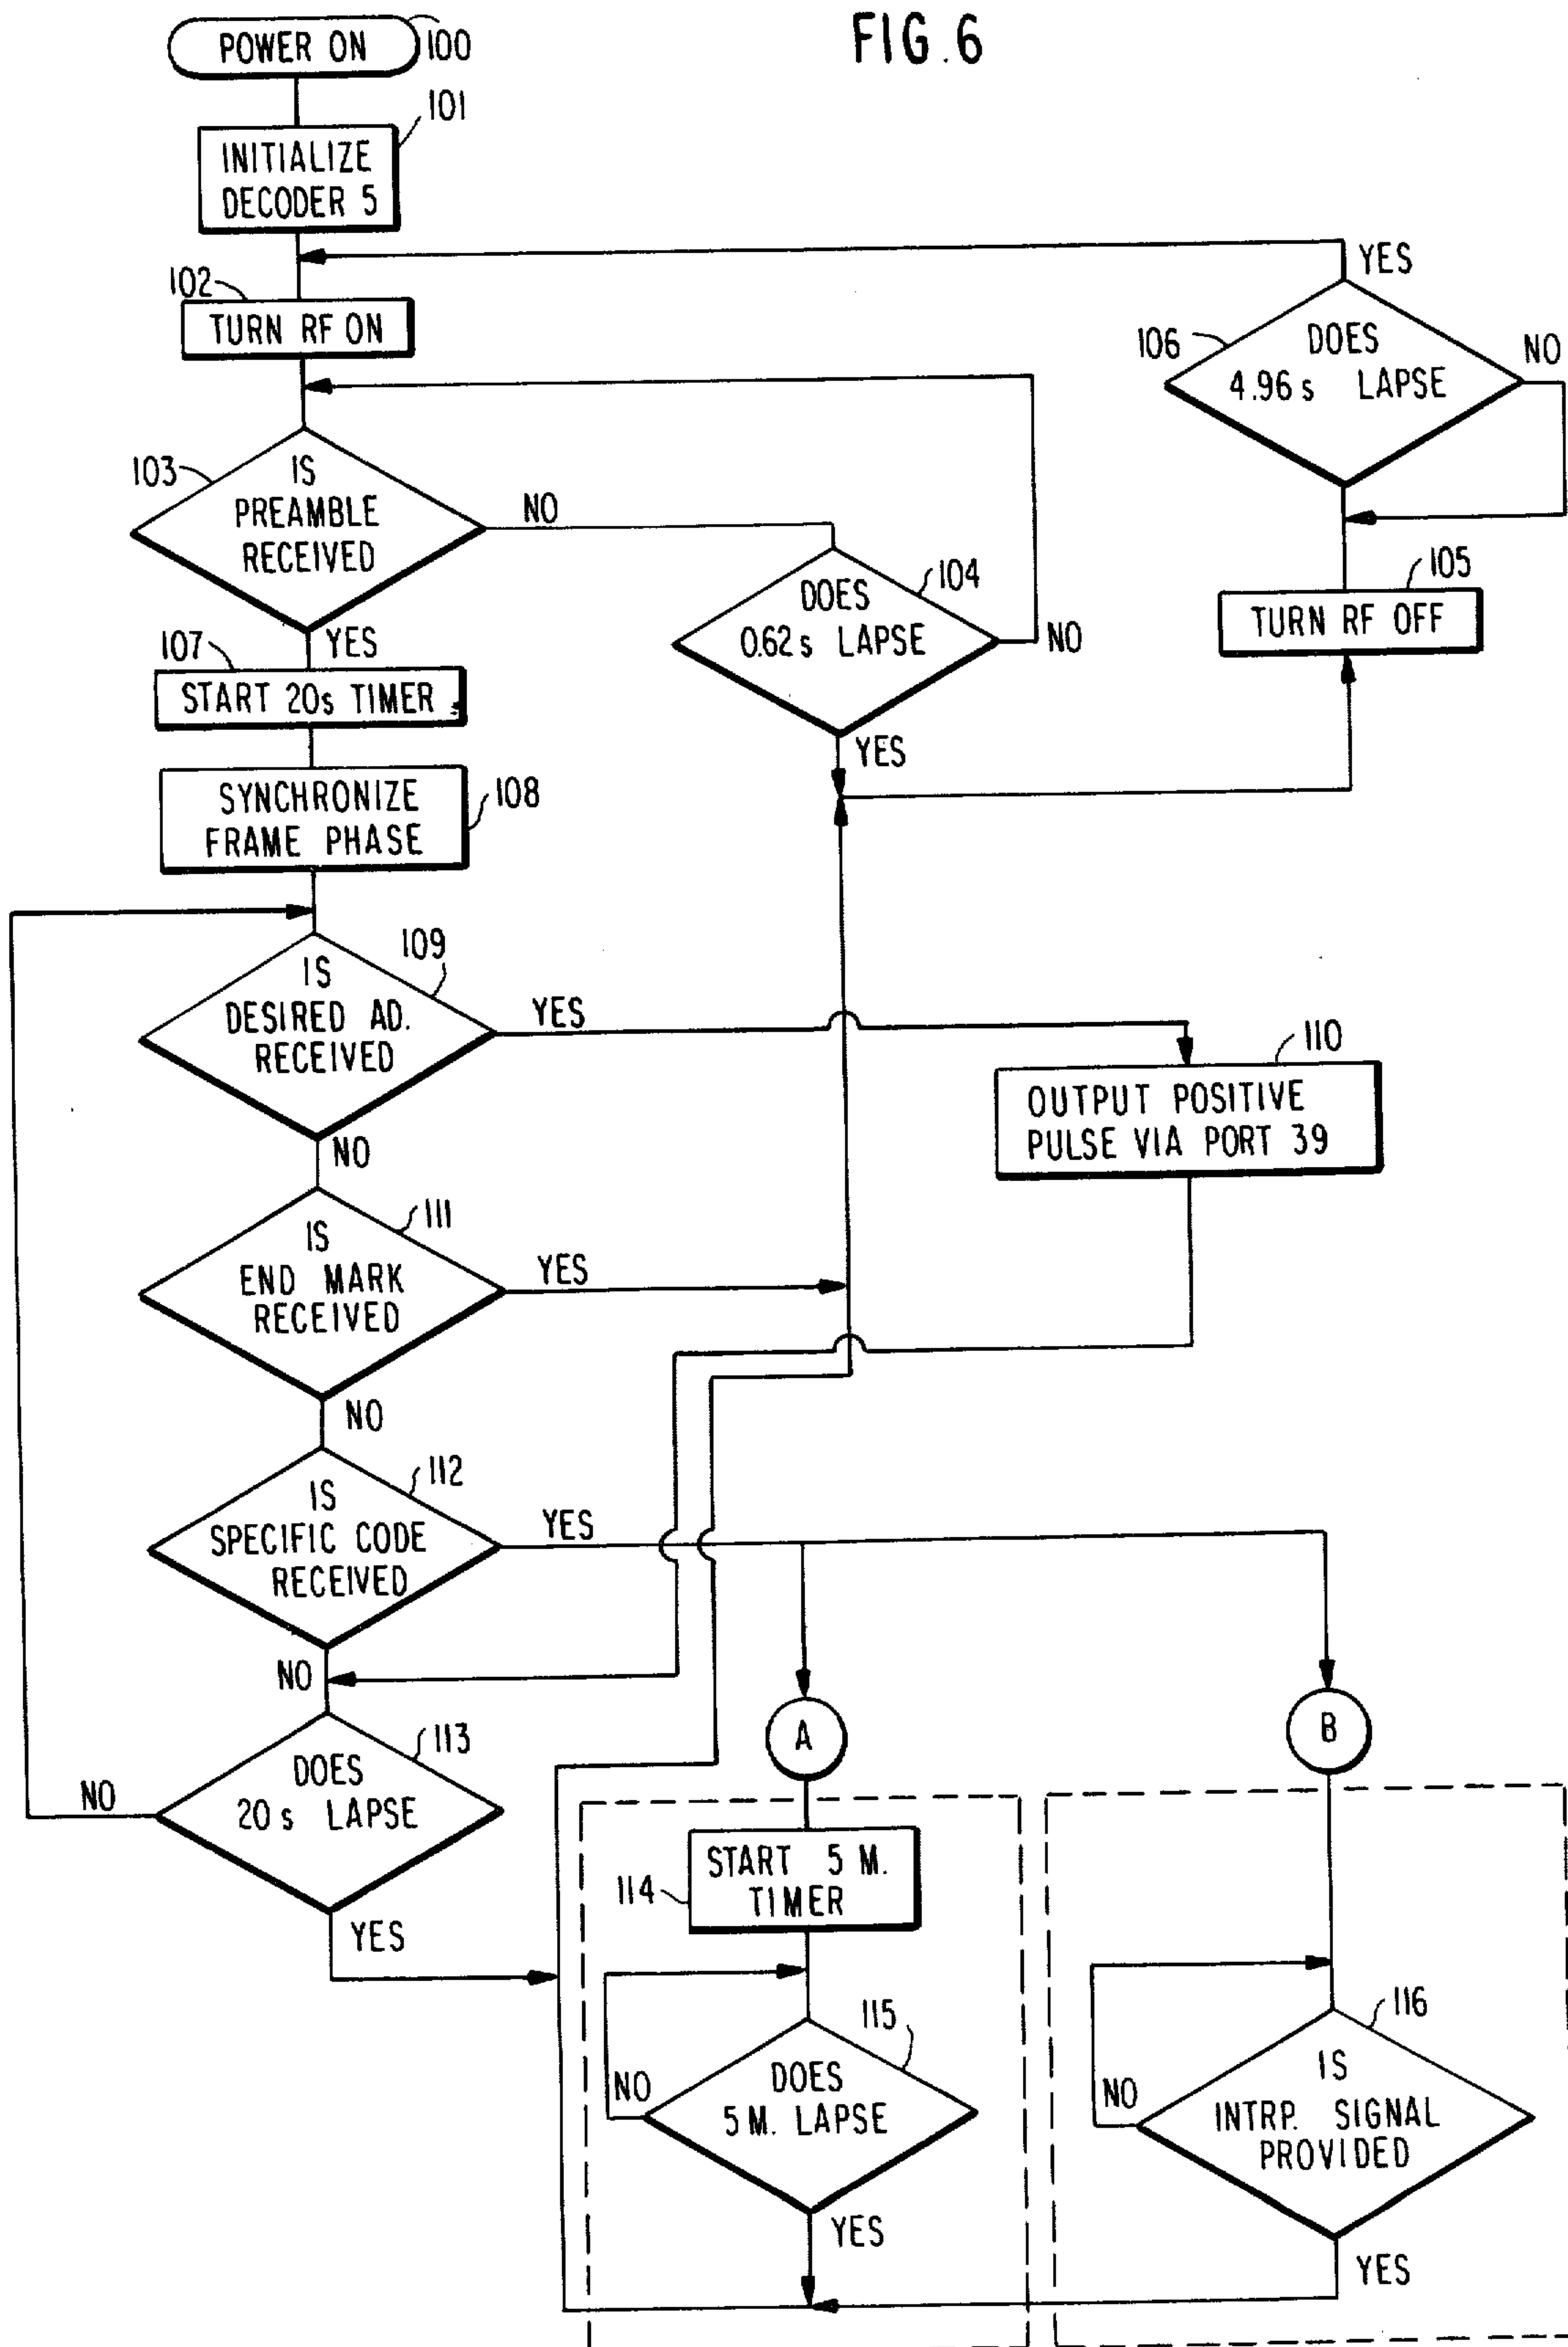 FIG. 6
POWER ON
100
101
INITIALIZE
DECODER 5
102
TURN RF ON
YES
106
DOES
4.96 s LAPSE
NO
103
IS
PREAMBLE
RECEIVED
NO
104
DOES
0.62 s LAPSE
NO
YES
105
TURN RF OFF
YES
107
START 20s TIMER
SYNCHRONIZE
FRAME PHASE
108
109
IS
DESIRED AD.
RECEIVED
YES
110
OUTPUT POSITIVE
PULSE VIA PORT 39
NO
111
IS
END MARK
RECEIVED
YES
NO
112
IS
SPECIFIC CODE
RECEIVED
YES
NO
113
DOES
20 s LAPSE
NO
YES
A
B
START 5 M.
TIMER
114
115
DOES
5 M. LAPSE
NO
YES
116
IS
INTRP. SIGNAL
PROVIDED
NO
YES